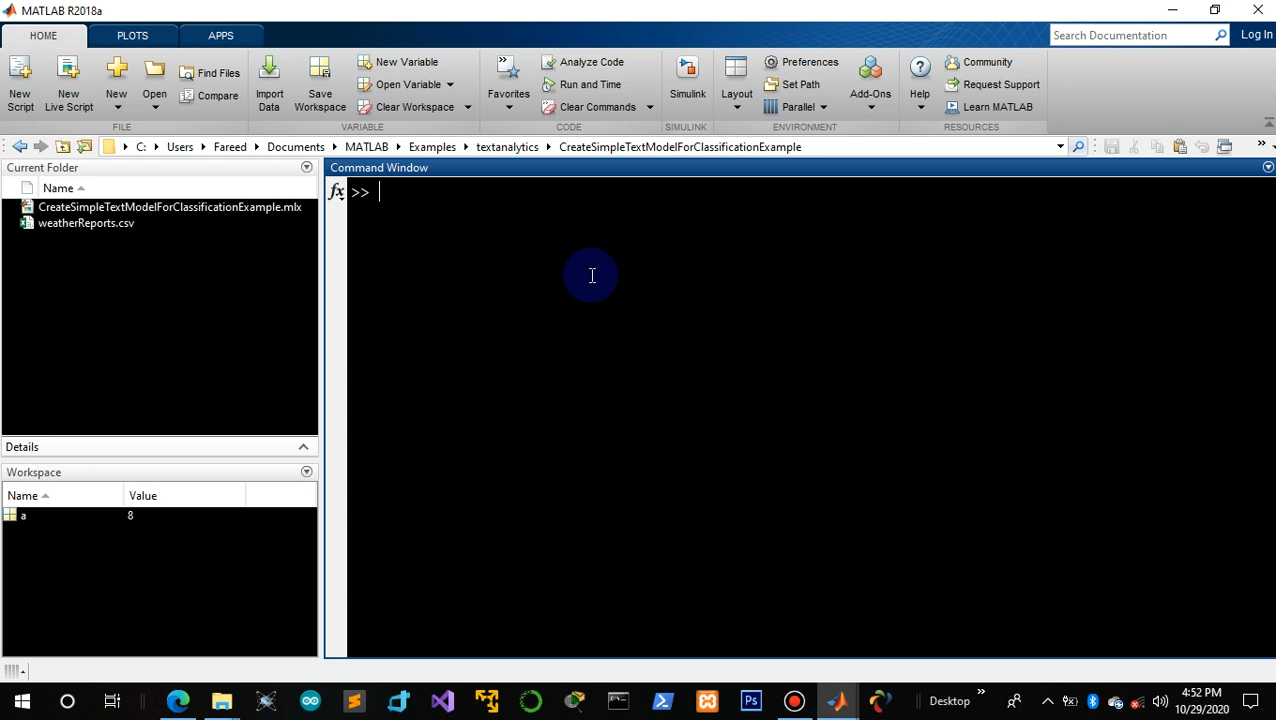 MATLAB R2018a
HOME
PLOTS
APPS
Search Documentation
Log In
New Script
New Live Script
New
Open
Find Files
Compare
Import Data
Save Workspace
New Variable
Open Variable
Clear Workspace
Favorites
Analyze Code
Run and Time
Clear Commands
Simulink
Layout
Preferences
Set Path
Parallel
Add-Ons
Help
Community
Request Support
Learn MATLAB
FILE
VARIABLE
CODE
SIMULINK
ENVIRONMENT
RESOURCES
C: Users Fareed Documents MATLAB Examples textanalytics CreateSimpleTextModelForClassificationExample
Current Folder
Name
CreateSimpleTextModelForClassificationExample.mlx
weatherReports.csv
Details
Workspace
Name Value
a 8
Command Window
fx >>
Ps
Desktop
4:52 PM
10/29/2020